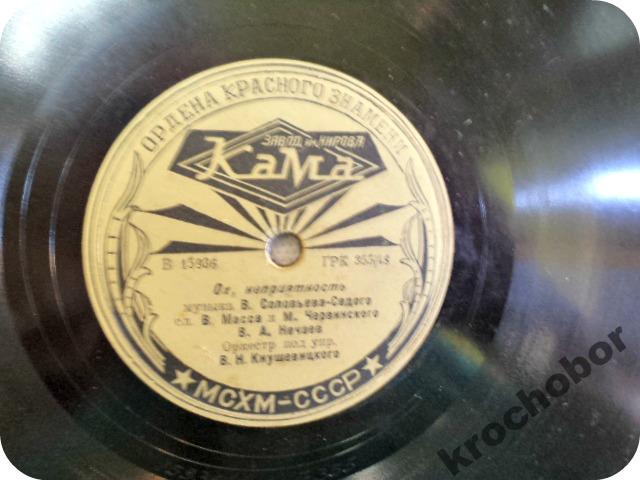 ОРДЕНА КРАСНОГО ЗНАМЕНИ
ЗАВОД им. КИРОВА
КаМа
В 15936 ГРК 355/48
Ох, неприятность
музыка В. Соловьева-Седого
сл. В. Масса и М. Червинского
В. А. Нечаев
Оркестр под упр.
В. Н. Кнушевицкого
★МСХМ-СССР★
krochobor